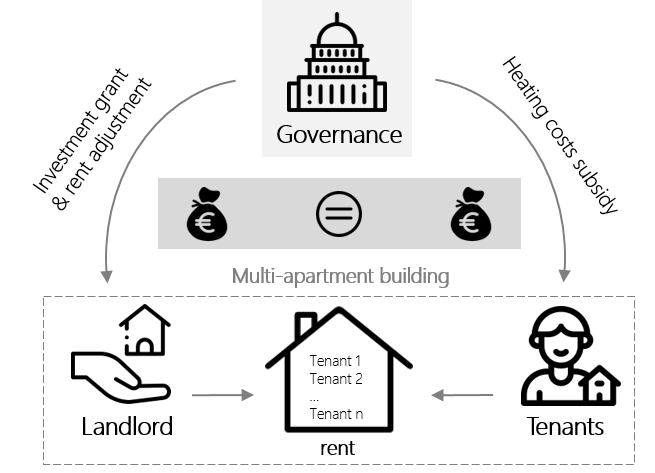 Governance
Investment grant
& rent adjustment
Heating costs subsidy
€
€
Multi-apartment building
Tenant 1
Tenant 2
...
Tenant n
Landlord
rent
Tenants